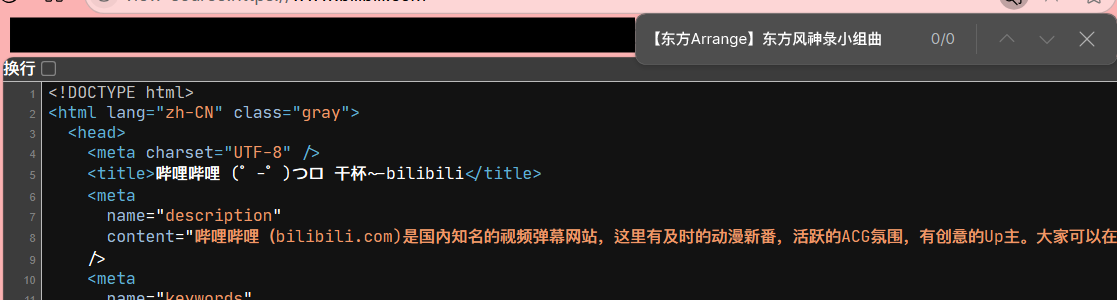 【东方Arrange】东方风神录小组曲 0/0
换行
1 <!DOCTYPE html>
2 <html lang="zh-CN" class="gray">
3 <head>
4 <meta charset="UTF-8" />
5 <title>哔哩哔哩 (゜-゜)つロ 干杯~-bilibili</title>
6 <meta
7 name="description"
8 content="哔哩哔哩（bilibili.com)是国内知名的视频弹幕网站，这里有及时的动漫新番，活跃的ACG氛围，有创意的Up主。大家可以在
9 />
10 <meta
11 name="keywords"